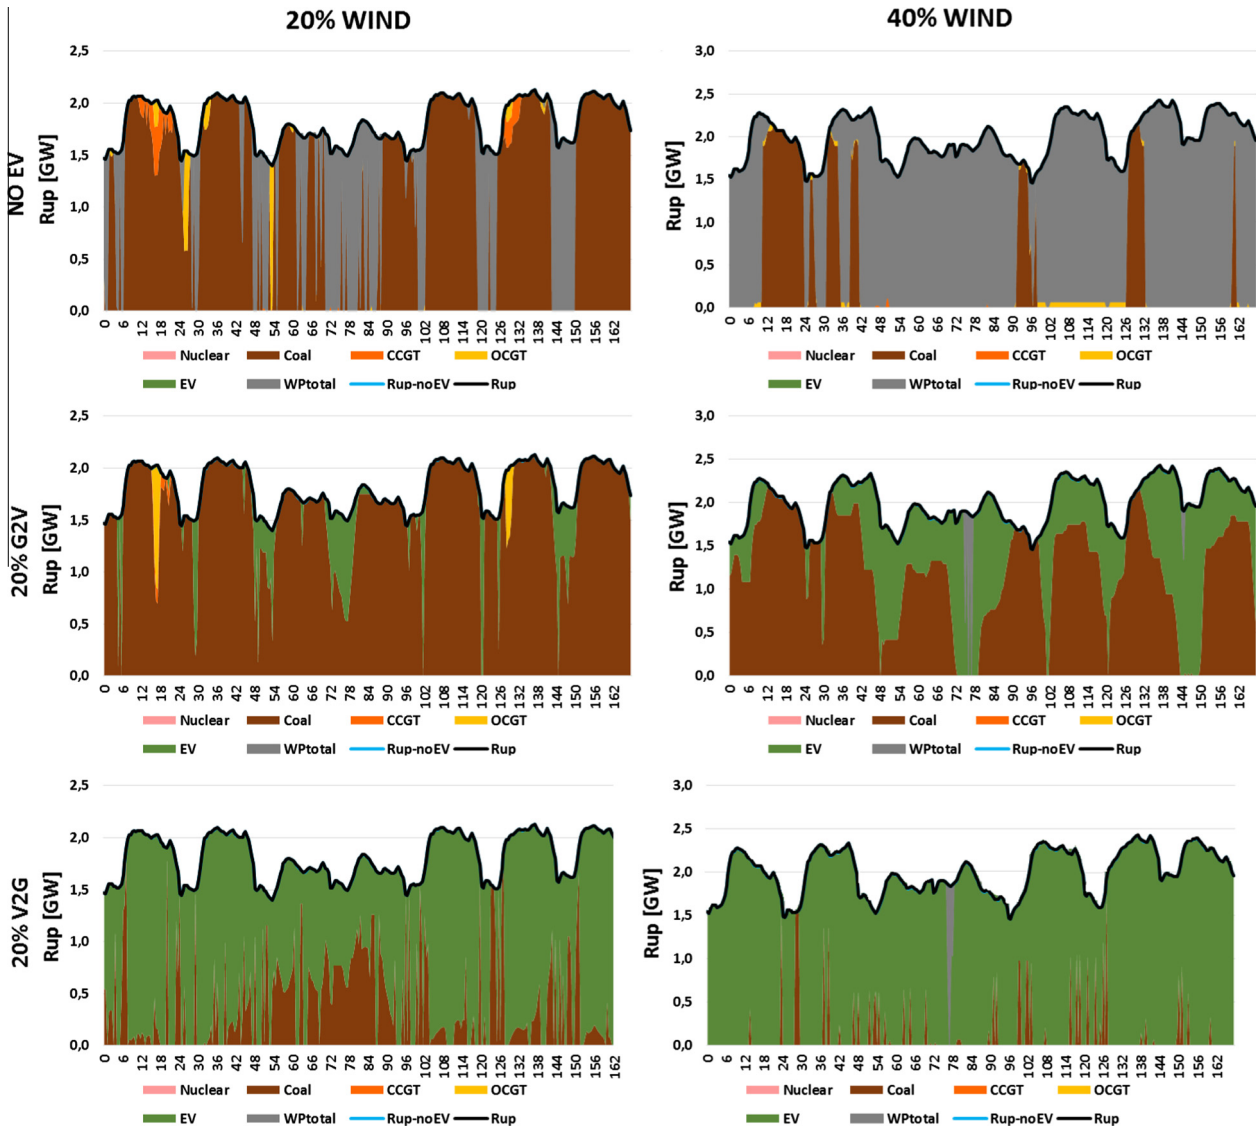 20% WIND
40% WIND
NO EV
Rup [GW]
2,5
2,0
1,5
1,0
0,5
0,0
0 6 12 18 24 30 36 42 48 54 60 66 72 78 84 90 96 102 108 114 120 126 132 138 144 150 156 162
Nuclear Coal CCGT OCGT
EV WPtotal Rup-noEV Rup
Rup [GW]
3,0
2,5
2,0
1,5
1,0
0,5
0,0
0 6 12 18 24 30 36 42 48 54 60 66 72 78 84 90 96 102 108 114 120 126 132 138 144 150 156 162
Nuclear Coal CCGT OCGT
EV WPtotal Rup-noEV Rup
20% G2V
Rup [GW]
2,5
2,0
1,5
1,0
0,5
0,0
0 6 12 18 24 30 36 42 48 54 60 66 72 78 84 90 96 102 108 114 120 126 132 138 144 150 156 162
Nuclear Coal CCGT OCGT
EV WPtotal Rup-noEV Rup
Rup [GW]
3,0
2,5
2,0
1,5
1,0
0,5
0,0
0 6 12 18 24 30 36 42 48 54 60 66 72 78 84 90 96 102 108 114 120 126 132 138 144 150 156 162
Nuclear Coal CCGT OCGT
EV WPtotal Rup-noEV Rup
20% V2G
Rup [GW]
2,5
2,0
1,5
1,0
0,5
0,0
0 6 12 18 24 30 36 42 48 54 60 66 72 78 84 90 96 102 108 114 120 126 132 138 144 150 156 162
Nuclear Coal CCGT OCGT
EV WPtotal Rup-noEV Rup
Rup [GW]
3,0
2,5
2,0
1,5
1,0
0,5
0,0
0 6 12 18 24 30 36 42 48 54 60 66 72 78 84 90 96 102 108 114 120 126 132 138 144 150 156 162
Nuclear Coal CCGT OCGT
EV WPtotal Rup-noEV Rup